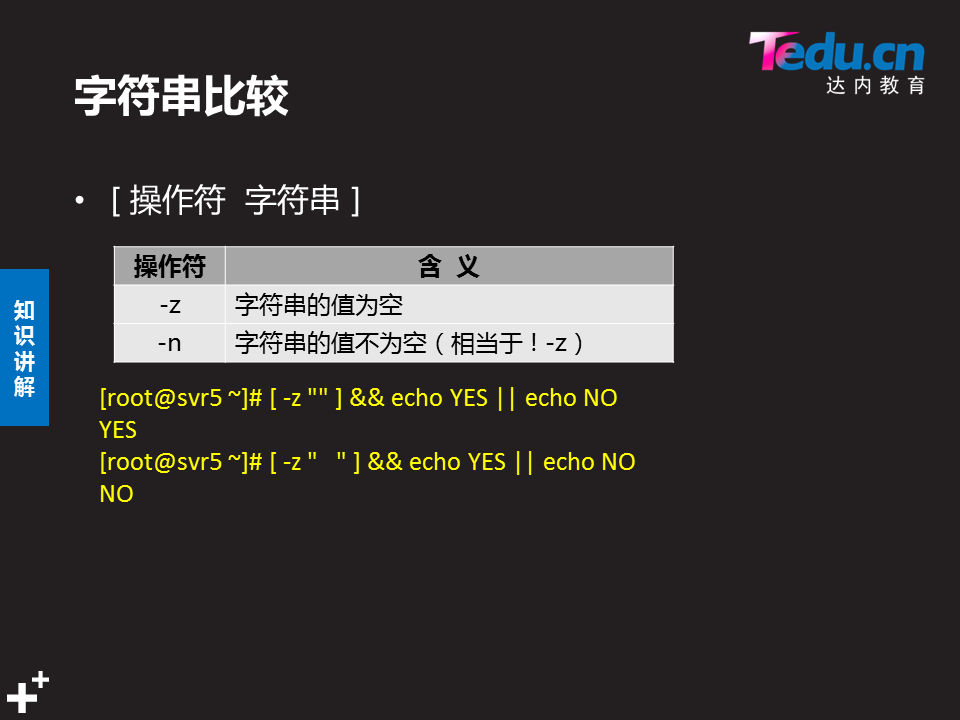 Tedu.cn
达内教育
字符串比较
• [ 操作符 字符串 ]
操作符 含 义
-z 字符串的值为空
-n 字符串的值不为空（相当于！-z）
知识讲解
[root@svr5 ~]# [ -z "" ] && echo YES || echo NO
YES
[root@svr5 ~]# [ -z "   " ] && echo YES || echo NO
NO